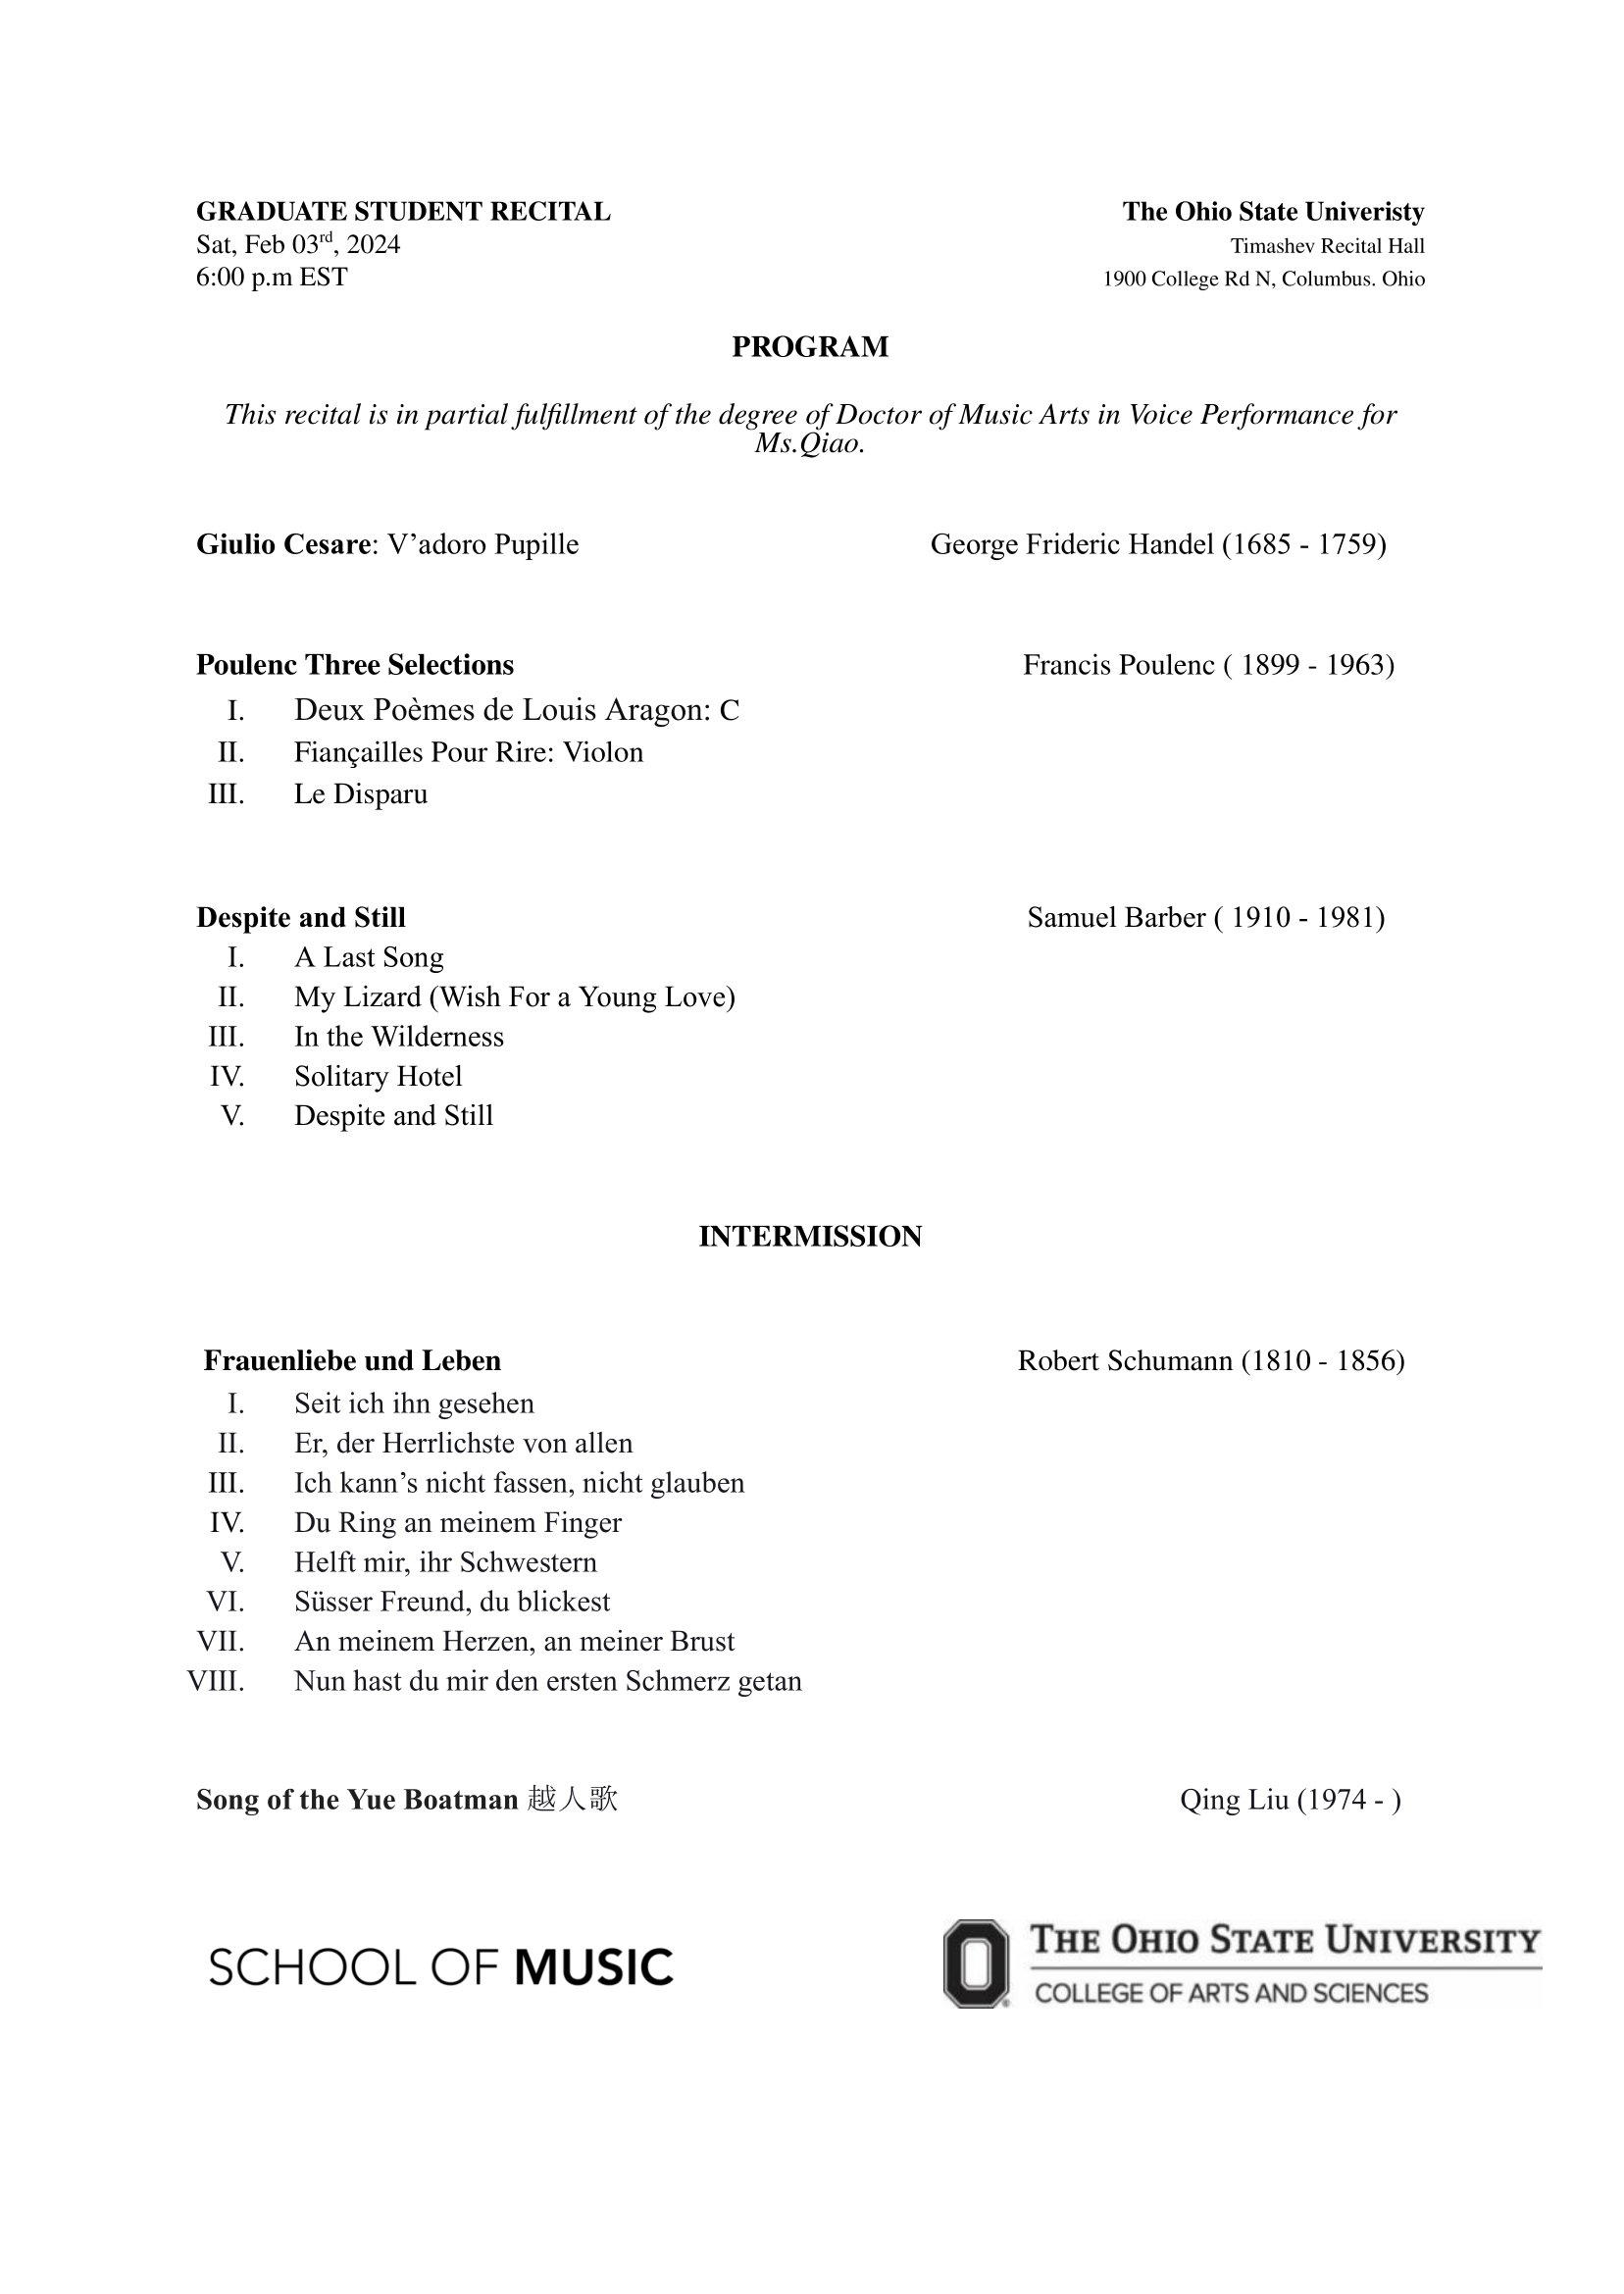 GRADUATE STUDENT RECITAL The Ohio State Univeristy
Sat, Feb 03rd, 2024 Timashev Recital Hall
6:00 p.m EST 1900 College Rd N, Columbus. Ohio
PROGRAM
This recital is in partial fulfillment of the degree of Doctor of Music Arts in Voice Performance for
Ms.Qiao.
Giulio Cesare: V’adoro Pupille George Frideric Handel (1685 - 1759)
Poulenc Three Selections Francis Poulenc ( 1899 - 1963)
I. Deux Poèmes de Louis Aragon: C
II. Fiançailles Pour Rire: Violon
III. Le Disparu
Despite and Still Samuel Barber ( 1910 - 1981)
I. A Last Song
II. My Lizard (Wish For a Young Love)
III. In the Wilderness
IV. Solitary Hotel
V. Despite and Still
INTERMISSION
Frauenliebe und Leben Robert Schumann (1810 - 1856)
I. Seit ich ihn gesehen
II. Er, der Herrlichste von allen
III. Ich kann’s nicht fassen, nicht glauben
IV. Du Ring an meinem Finger
V. Helft mir, ihr Schwestern
VI. Süsser Freund, du blickest
VII. An meinem Herzen, an meiner Brust
VIII. Nun hast du mir den ersten Schmerz getan
Song of the Yue Boatman 越人歌 Qing Liu (1974 - )
SCHOOL OF MUSIC
THE OHIO STATE UNIVERSITY
COLLEGE OF ARTS AND SCIENCES